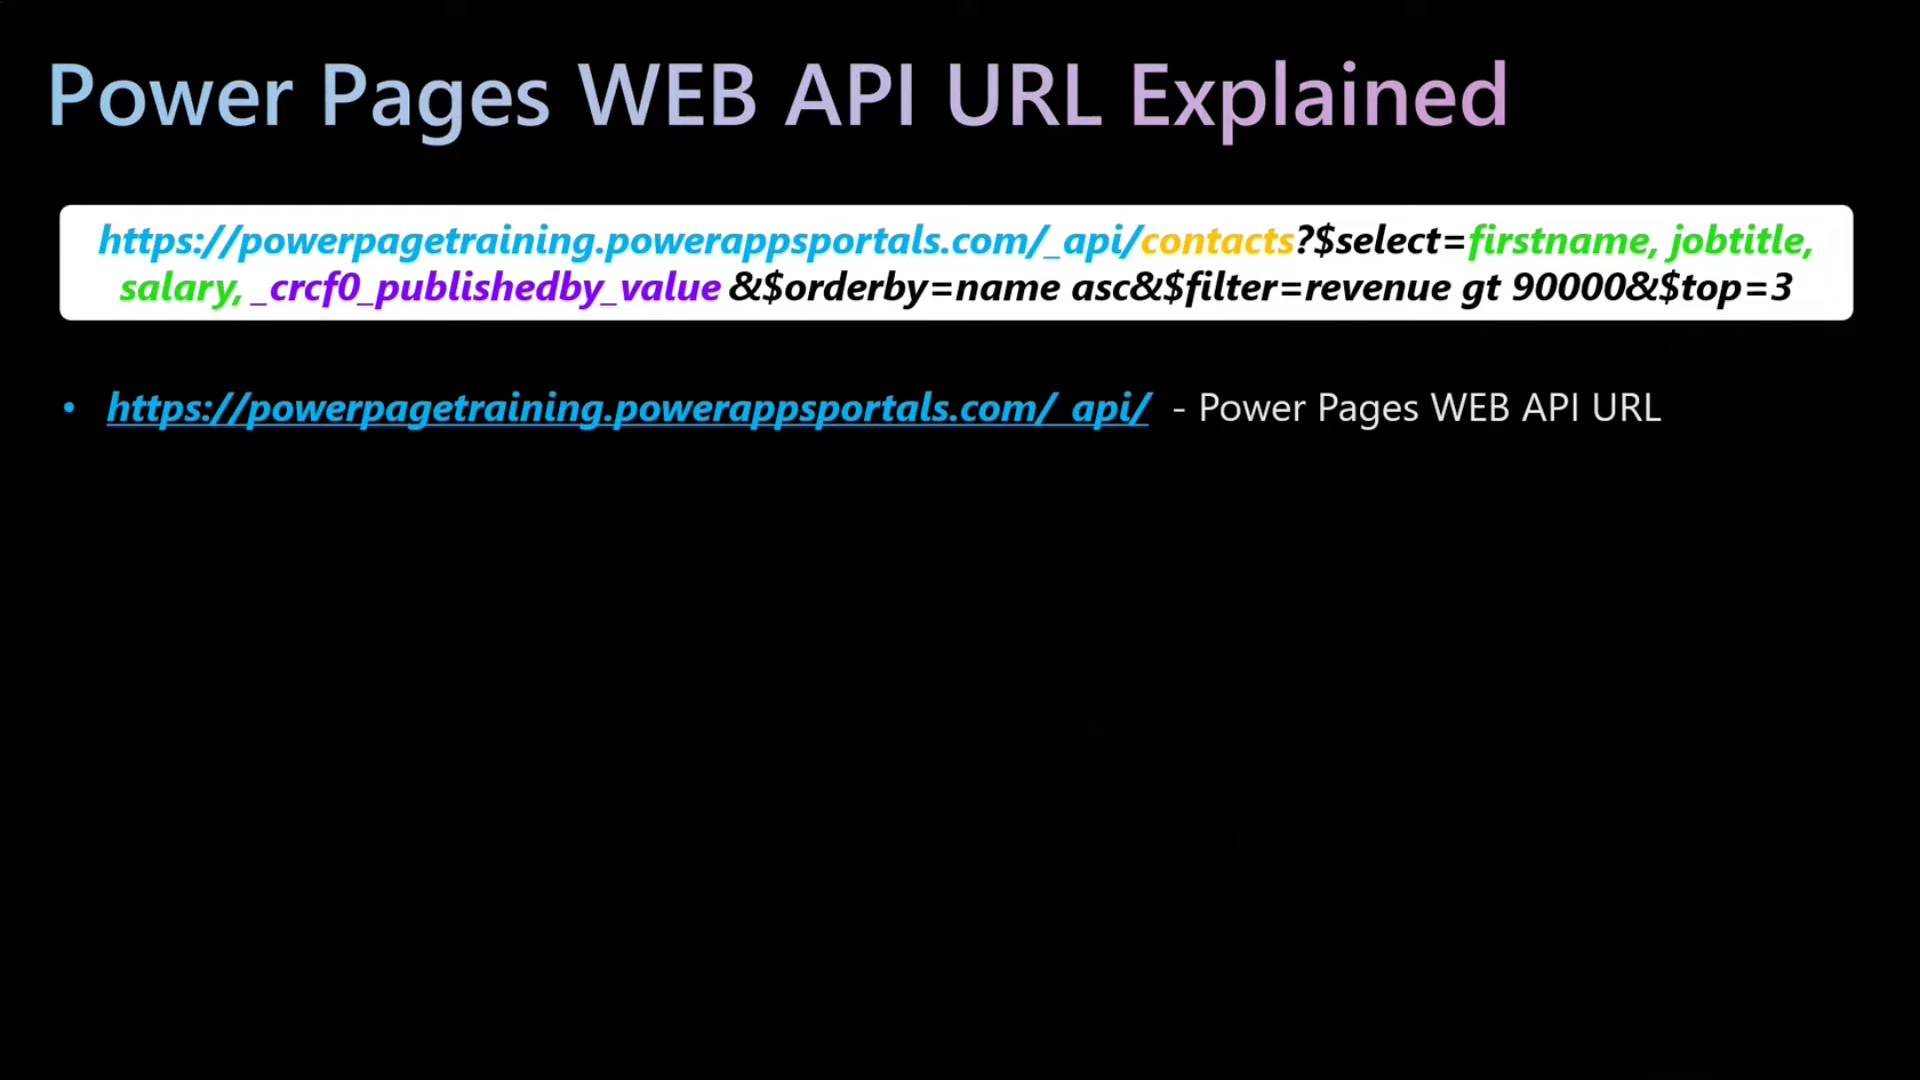 Power Pages WEB API URL Explained
https://powerpagetraining.powerappsportals.com/_api/contacts?$select=firstname, jobtitle,
salary, _crcf0_publishedby_value &$orderby=name asc&$filter=revenue gt 90000&$top=3
• https://powerpagetraining.powerappsportals.com/_api/ - Power Pages WEB API URL